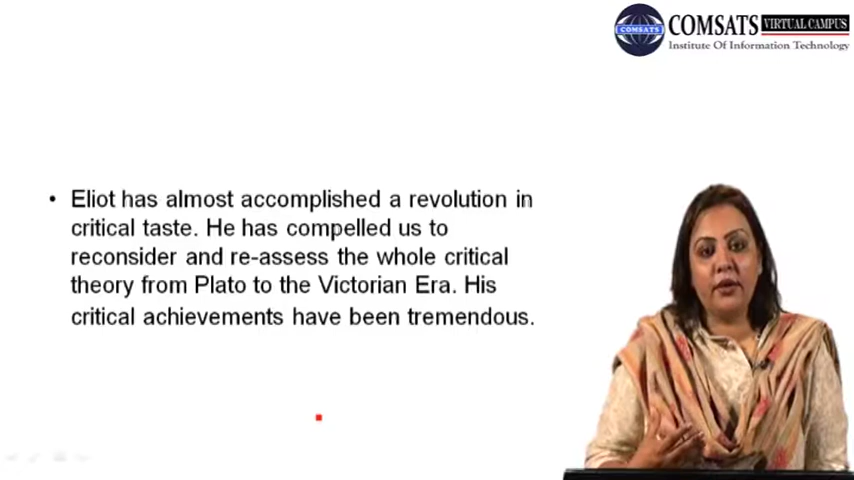 COMSATS VIRTUAL CAMPUS
COMSATS
Institute Of Information Technology
• Eliot has almost accomplished a revolution in
critical taste. He has compelled us to
reconsider and re-assess the whole critical
theory from Plato to the Victorian Era. His
critical achievements have been tremendous.